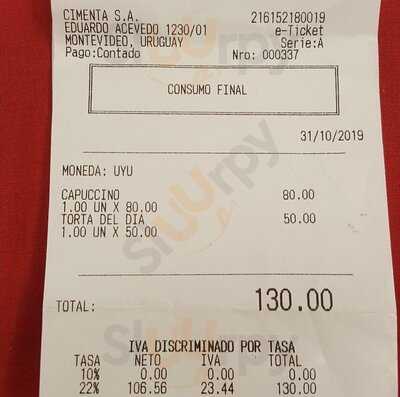 CIMENTA S.A. 216152180019
EDUARDO ACEVEDO 1230/01 e-Ticket
MONTEVIDEO, URUGUAY Serie:A
Pago:Contado Nro: 000337
CONSUMO FINAL
31/10/2019
MONEDA: UYU
CAPUCCINO 80.00
1.00 UN X 80.00
TORTA DEL DIA 50.00
1.00 UN X 50.00
TOTAL: 130.00
IVA DISCRIMINADO POR TASA
TASA NETO IVA TOTAL
10% 0.00 0.00 0.00
22% 106.56 23.44 130.00
Sluurpy
Sluurpy
Sluurpy